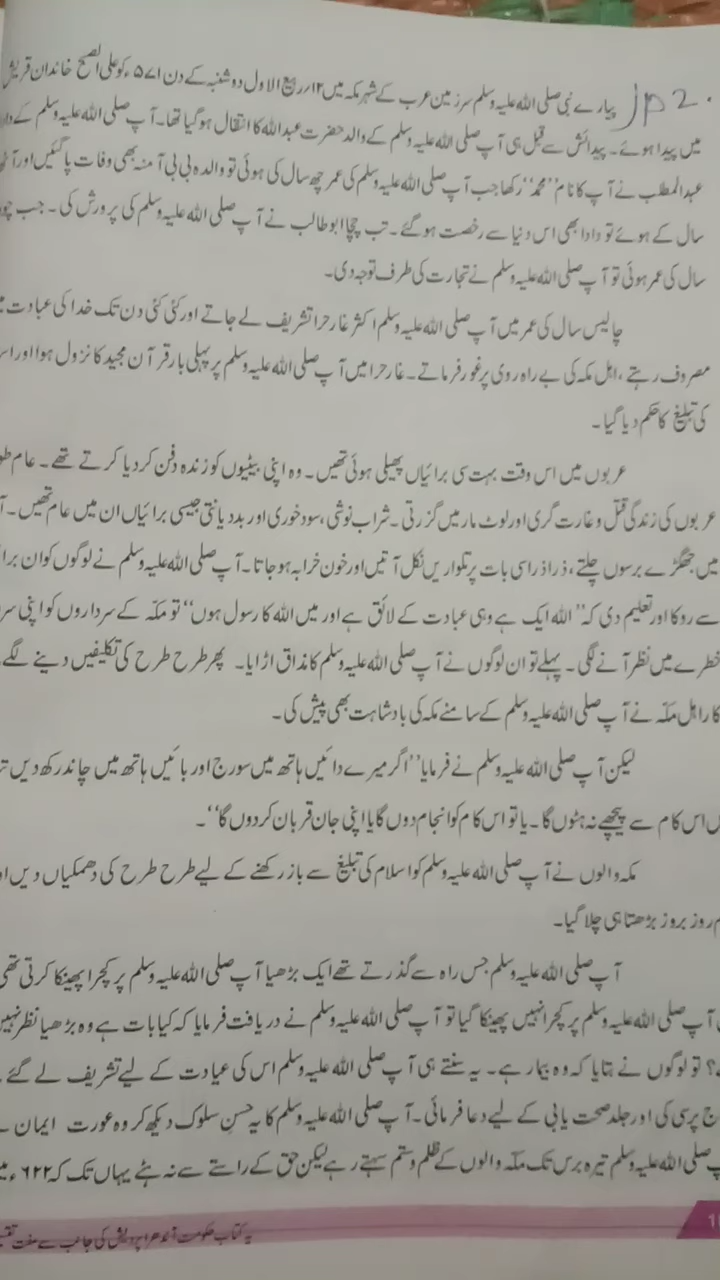 jp 2.
پیارے نبی صلی اللہ علیہ وسلم سرزمین عرب کے شہر مکہ میں ۱۲؍ ربیع الاول دوشنبہ کے دن ۵۷۱ء کو علی الصبح خاندان قریش
میں پیدا ہوئے۔ پیدائش سے قبل ہی آپ صلی اللہ علیہ وسلم کے والد حضرت عبداللہ کا انتقال ہوگیا تھا۔ آپ صلی اللہ علیہ وسلم کے
عبدالمطلب نے آپ کا نام ’’محمد‘‘ رکھا جب آپ صلی اللہ علیہ وسلم کی عمر چھ سال کی ہوئی تو والدہ بی بی آمنہ بھی وفات پاگئیں اور
سال کے ہوئے تو دادا بھی اس دنیا سے رخصت ہوگئے۔ تب چچا ابوطالب نے آپ صلی اللہ علیہ وسلم کی پرورش کی۔ جب
سال کی عمر ہوئی تو آپ صلی اللہ علیہ وسلم نے تجارت کی طرف توجہ دی۔
چالیس سال کی عمر میں آپ صلی اللہ علیہ وسلم اکثر غار حرا تشریف لے جاتے اور کئی کئی دن تک خدا کی عبادت
مصروف رہتے، اہل مکہ کی بے راہ روی پر غور فرماتے۔ غار حرا میں آپ صلی اللہ علیہ وسلم پر پہلی بار قرآن مجید کا نزول ہوا اور
کی تبلیغ کا حکم دیا گیا۔
عربوں میں اس وقت بہت سی برائیاں پھیلی ہوئی تھیں۔ وہ اپنی بیٹیوں کو زندہ دفن کردیا کرتے تھے۔ عام
عربوں کی زندگی قتل و غارت گری اور لوٹ مار میں گزرتی۔ شراب نوشی، سود خوری اور بددیانتی جیسی برائیاں ان میں عام تھیں۔
میں جھگڑے برسوں چلتے، ذرا ذرا سی بات پر تلواریں نکل آتیں اور خون خرابہ ہوجاتا۔ آپ صلی اللہ علیہ وسلم نے لوگوں کو ان
سے روکا اور تعلیم دی کہ ’’اللہ ایک ہے وہی عبادت کے لائق ہے اور میں اللہ کا رسول ہوں‘‘ تو مکّہ کے سرداروں کو اپنی
خطرے میں نظر آنے لگی۔ پہلے تو ان لوگوں نے آپ صلی اللہ علیہ وسلم کا مذاق اڑایا۔ پھر طرح طرح کی تکلیفیں دینے لگے
کار اہل مکّہ نے آپ صلی اللہ علیہ وسلم کے سامنے مکہ کی بادشاہت بھی پیش کی۔
لیکن آپ صلی اللہ علیہ وسلم نے فرمایا ’’اگر میرے دائیں ہاتھ میں سورج اور بائیں ہاتھ میں چاند رکھ دیں
اس کام سے پیچھے نہ ہٹوں گا۔ یا تو اس کام کو انجام دوں گا یا اپنی جان قربان کردوں گا‘‘۔
مکہ والوں نے آپ صلی اللہ علیہ وسلم کو اسلام کی تبلیغ سے باز رکھنے کے لیے طرح طرح کی دھمکیاں دیں
روز بروز بڑھتا ہی چلا گیا۔
آپ صلی اللہ علیہ وسلم جس راہ سے گذرتے تھے ایک بڑھیا آپ صلی اللہ علیہ وسلم پر کچرا پھینکا کرتی تھی
آپ صلی اللہ علیہ وسلم پر کچرا نہیں پھینکا گیا تو آپ صلی اللہ علیہ وسلم نے دریافت فرمایا کہ کیا بات ہے وہ بڑھیا نظر نہیں
؟ تو لوگوں نے بتایا کہ وہ بیمار ہے۔ یہ سنتے ہی آپ صلی اللہ علیہ وسلم اس کی عیادت کے لیے تشریف لے گئے
پرسی کی اور جلد صحت یابی کے لیے دعا فرمائی۔ آپ صلی اللہ علیہ وسلم کا یہ حسن سلوک دیکھ کر وہ عورت ایمان
صلی اللہ علیہ وسلم تیرہ برس تک مکّہ والوں کے ظلم و ستم سہتے رہے لیکن حق کے راستے سے نہ ہٹے یہاں تک کہ ۶۲۲ء
یہ کتاب حکومت آندھرا پردیش کی جانب سے مفت